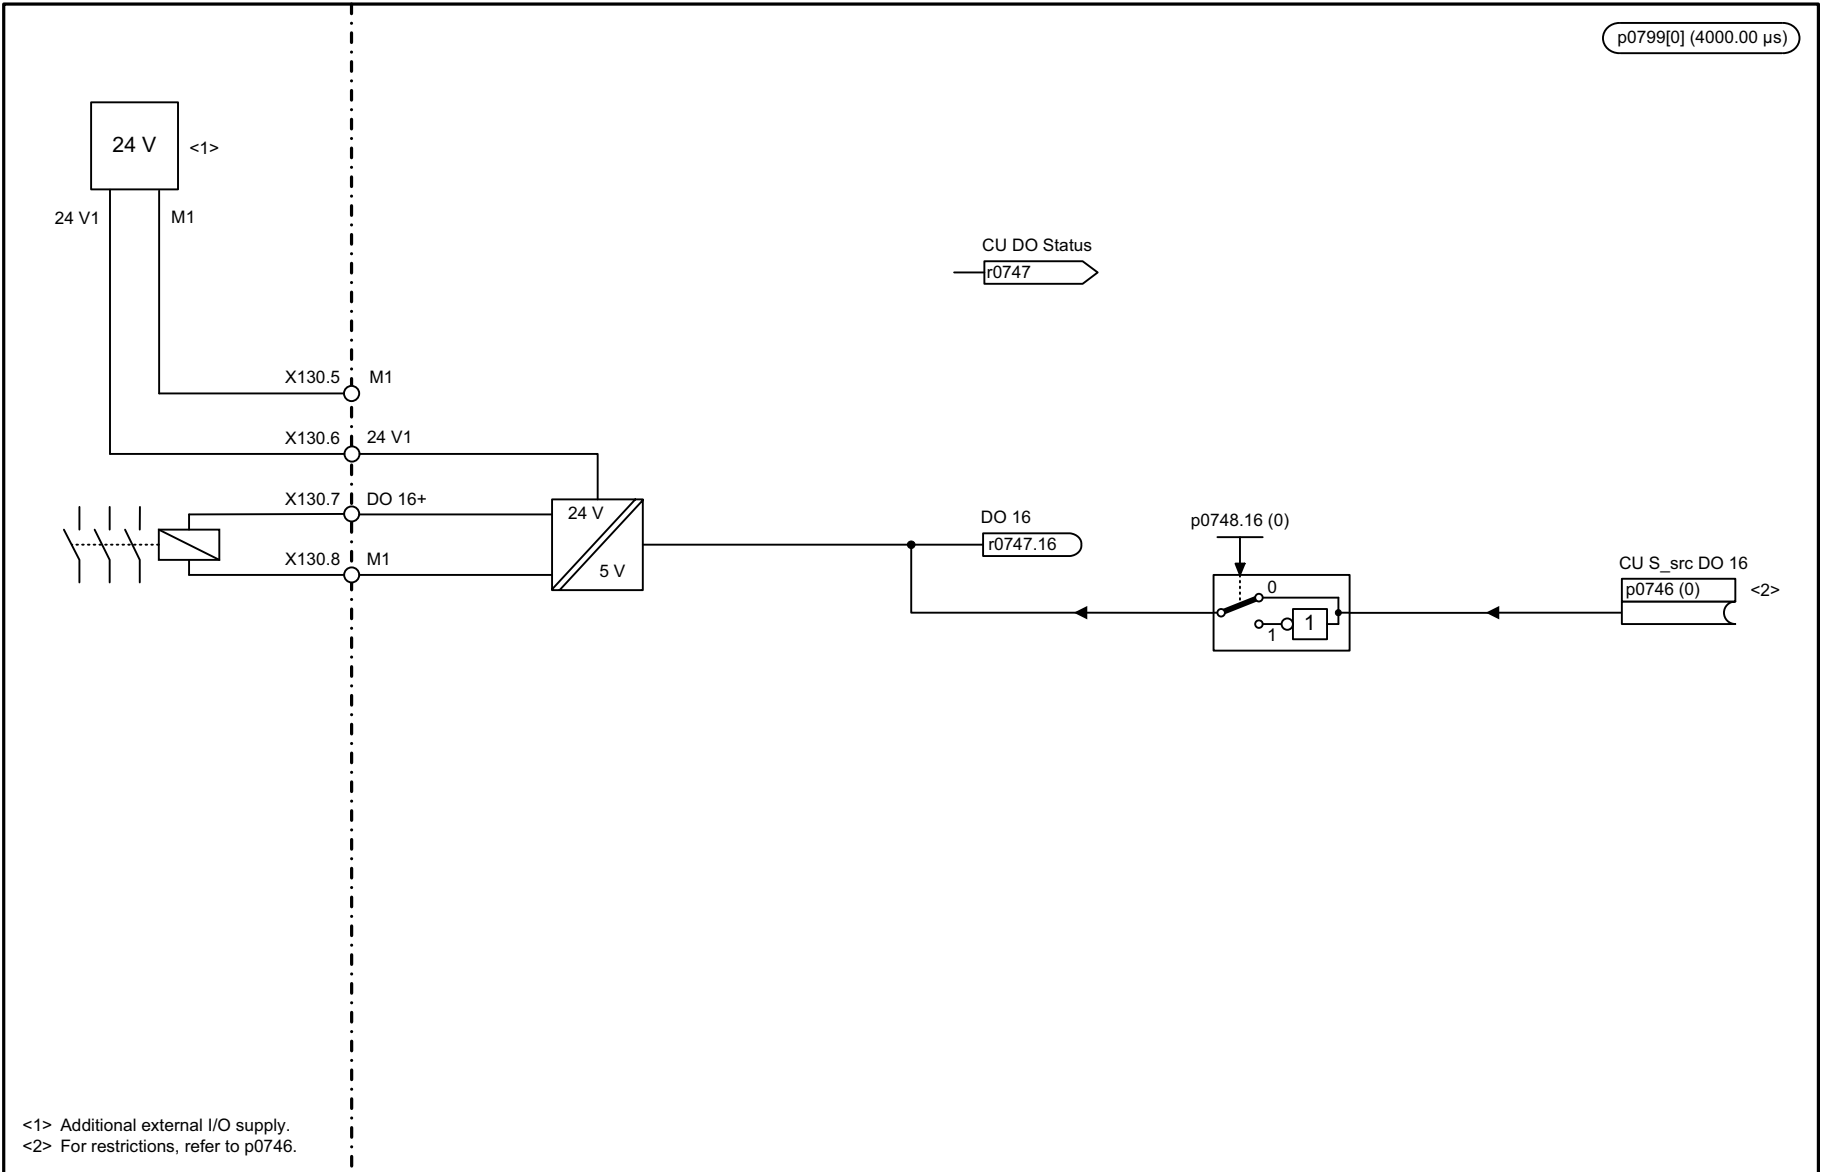 p0799[0] (4000.00 µs)
24 V
<1>
24 V1
M1
CU DO Status
r0747
X130.5
M1
X130.6
24 V1
X130.7
DO 16+
X130.8
M1
24 V
5 V
DO 16
r0747.16
p0748.16 (0)
0
1
1
CU S_src DO 16
p0746 (0)
<2>
<1> Additional external I/O supply.
<2> For restrictions, refer to p0746.